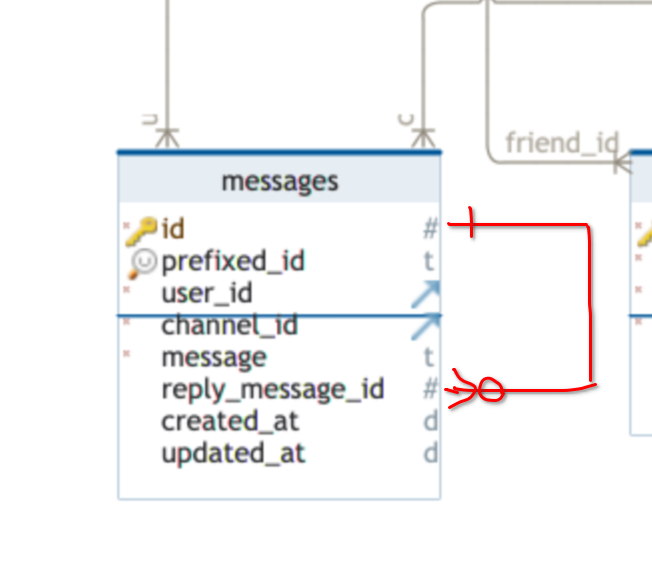 u
c
friend_id
messages
id #
prefixed_id t
user_id
channel_id
message t
reply_message_id #
created_at d
updated_at d